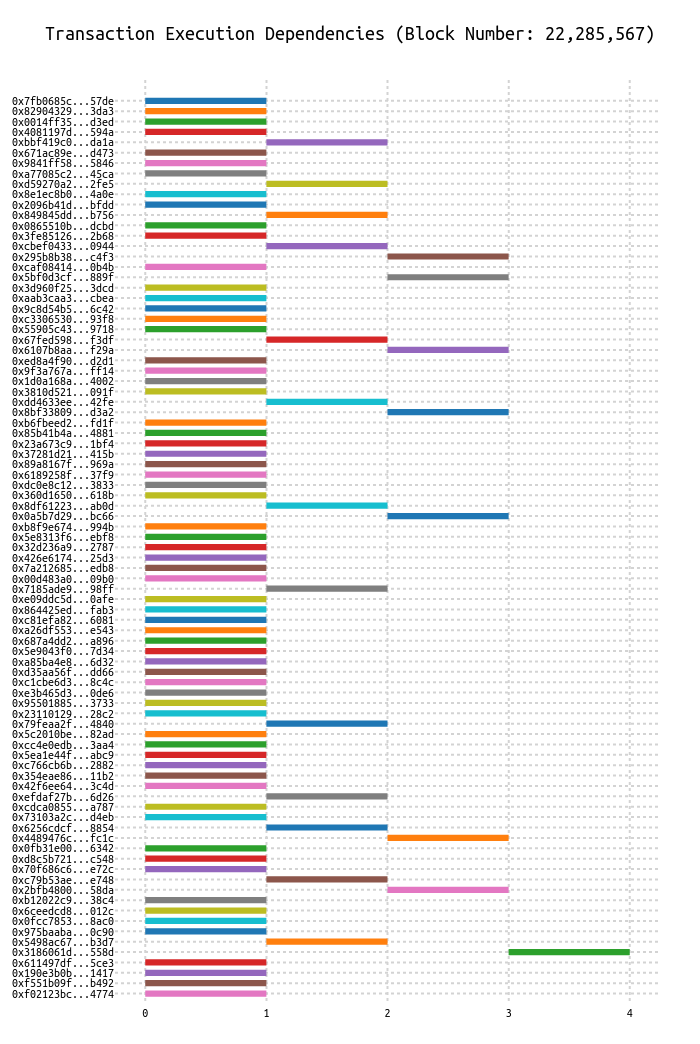 Transaction Execution Dependencies (Block Number: 22,285,567)
0x7fb0685c...57de
0x82904329...3da3
0x0014ff35...d3ed
0x4081197d...594a
0xbbf419c0...da1a
0x671ac89e...d473
0x9841ff58...5846
0xa77085c2...45ca
0xd59270a2...2fe5
0x8e1ec8b0...4a0e
0x2096b41d...bfdd
0x849845dd...b756
0x0865510b...dcbd
0x3fe85126...2b68
0xcbef0433...0944
0x295b8b38...c4f3
0xcaf08414...0b4b
0x5bf0d3cf...889f
0x3d960f25...3dcd
0xaab3caa3...cbea
0x9c8d54b5...6c42
0xc3306530...93f8
0x55905c43...9718
0x67fed598...f3df
0x6107b8aa...f29a
0xed8a4f90...d2d1
0x9f3a767a...ff14
0x1d0a168a...4002
0x3810d521...091f
0xdd4633ee...42fe
0x8bf33809...d3a2
0xb6fbeed2...fd1f
0x85b41b4a...4881
0x23a673c9...1bf4
0x37281d21...415b
0x89a8167f...969a
0x6189258f...37f9
0xdc0e8c12...3833
0x360d1650...618b
0x8df61223...ab0d
0x0a5b7d29...bc66
0xb8f9e674...994b
0x5e8313f6...ebf8
0x32d236a9...2787
0x426e6174...25d3
0x7a212685...edb8
0x00d483a0...09b0
0x7185ade9...98ff
0xe09ddc5d...0afe
0x864425ed...fab3
0xc81efa82...6081
0xa26df553...e543
0x687a4dd2...a896
0x5e9043f0...7d34
0xa85ba4e8...6d32
0xd35aa56f...dd66
0xc1cbe6d3...8c4c
0xe3b465d3...0de6
0x95501885...3733
0x23110129...28c2
0x79feaa2f...4840
0x5c2010be...82ad
0xcc4e0edb...3aa4
0x5ea1e44f...abc9
0xc766cb6b...2882
0x354eae86...11b2
0x42f6ee64...3c4d
0xefdaf27b...6d26
0xcdca0855...a787
0x73103a2c...d4eb
0x6256cdcf...8854
0x4489476c...fc1c
0x0fb31e00...6342
0xd8c5b721...c548
0x70f686c6...e72c
0xc79b53ae...e748
0x2bfb4800...58da
0xb12022c9...38c4
0x6ceedcd8...012c
0x0fcc7853...8ac0
0x975baaba...0c90
0x5498ac67...b3d7
0x3186061d...558d
0x611497df...5ce3
0x190e3b0b...1417
0xf551b09f...b492
0xf02123bc...4774
0 1 2 3 4